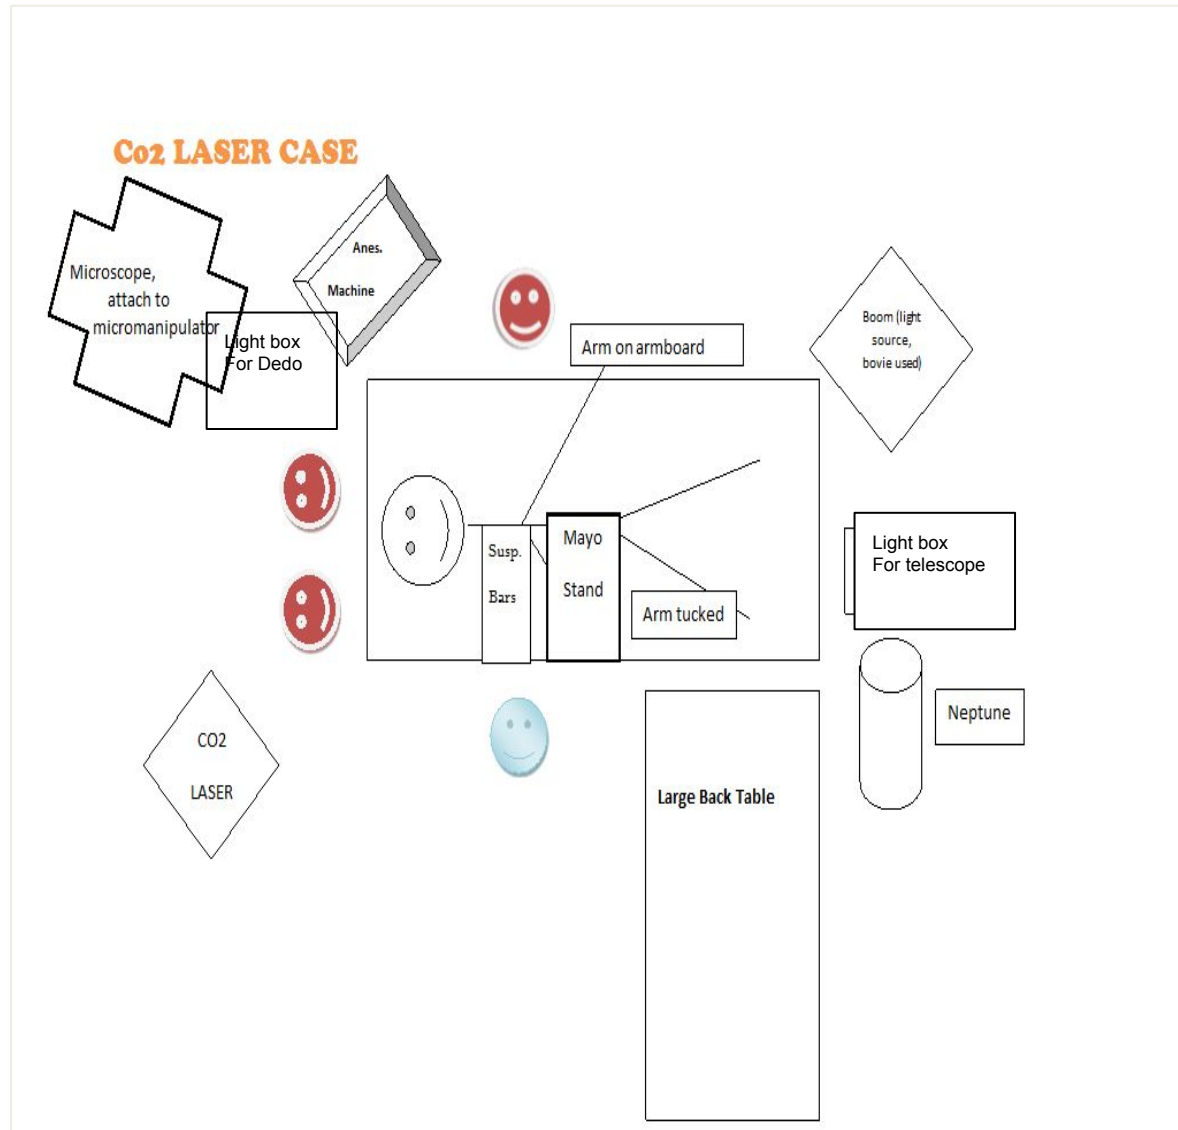 Co2 LASER CASE
Anes.
Machine
Microscope,
attach to
micromanipulator
Light box
For Dedo
Arm on armboard
Boom (light
source,
bovie used)
Susp.
Bars
Mayo
Stand
Arm tucked
Light box
For telescope
Neptune
CO2
LASER
Large Back Table